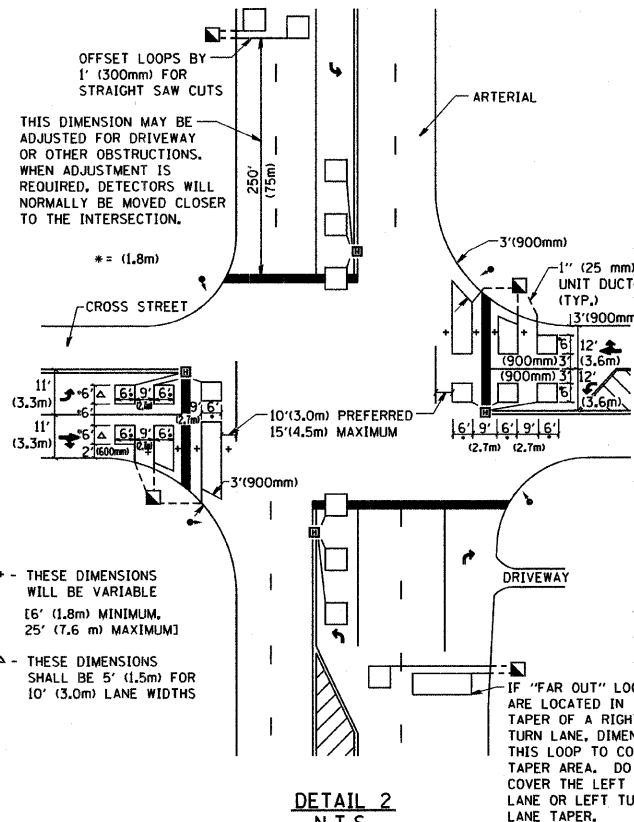 OFFSET LOOPS BY
1' (300mm) FOR
STRAIGHT SAW CUTS
THIS DIMENSION MAY BE
ADJUSTED FOR DRIVEWAY
OR OTHER OBSTRUCTIONS.
WHEN ADJUSTMENT IS
REQUIRED, DETECTORS WILL
NORMALLY BE MOVED CLOSER
TO THE INTERSECTION.
* = (1.8m)
250'
(75m)
ARTERIAL
CROSS STREET
3'(900mm)
1" (25 mm)
UNIT DUCT
(TYP.)
3'(900mm
H
H
+ + +
6'
12'
(3.6m)
(900mm) 3'
(900mm) 3'
12'
6'
(3.6m)
H
6' 9' 6' 9' 6'
(2.7m) (2.7m)
11'
(3.3m)
*6' △ 6' 9' 6' 9' 6'
(2.7m)
11'
(3.3m)
*6' △ 6' 9' 6'
2' (600mm) + +
10'(3.0m) PREFERRED
15'(4.5m) MAXIMUM
3'(900mm)
H
DRIVEWAY
+ - THESE DIMENSIONS
WILL BE VARIABLE
[6' (1.8m) MINIMUM,
25' (7.6 m) MAXIMUM]
△ - THESE DIMENSIONS
SHALL BE 5' (1.5m) FOR
10' (3.0m) LANE WIDTHS
IF "FAR OUT" LOO
ARE LOCATED IN
TAPER OF A RIGH
TURN LANE, DIMEN
THIS LOOP TO CO
TAPER AREA. DO
COVER THE LEFT
LANE OR LEFT TU
LANE TAPER.
DETAIL 2
N.T.S.